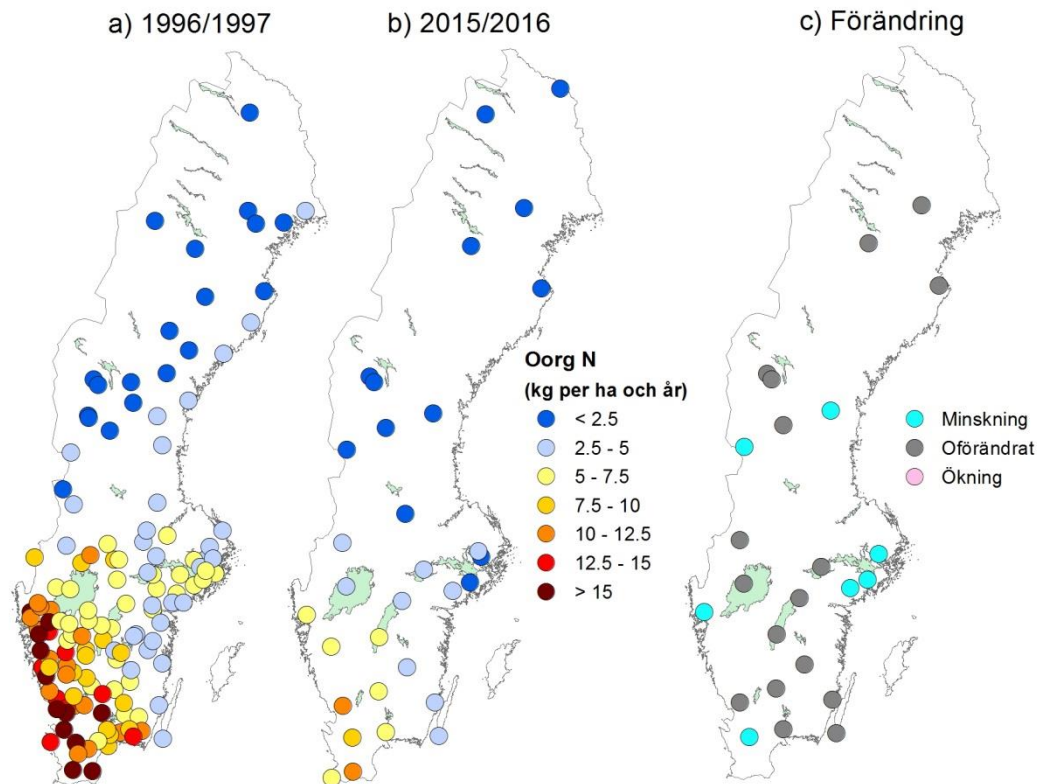 a) 1996/1997
b) 2015/2016
c) Förändring
Oorg N
(kg per ha och år)
< 2.5
2.5 - 5
5 - 7.5
7.5 - 10
10 - 12.5
12.5 - 15
> 15
Minskning
Oförändrat
Ökning